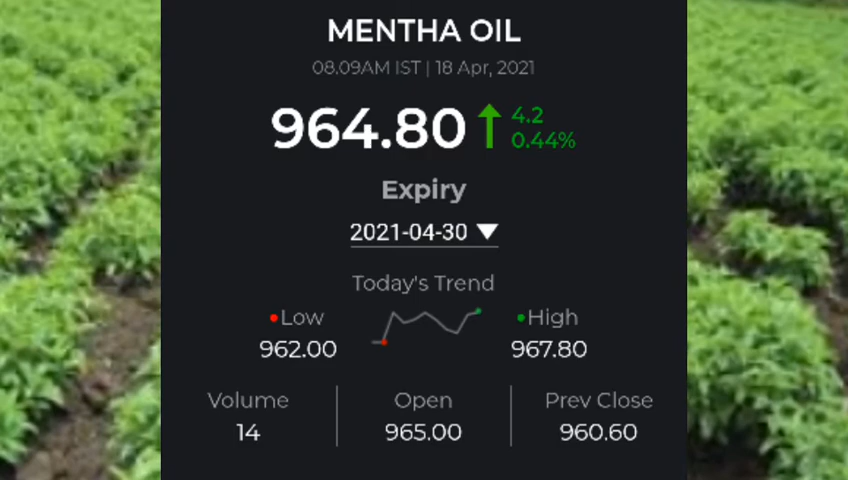 MENTHA OIL
08.09AM IST | 18 Apr, 2021
964.80
4.2
0.44%
Expiry
2021-04-30
Today's Trend
Low
High
962.00
967.80
Volume
Open
Prev Close
14
965.00
960.60